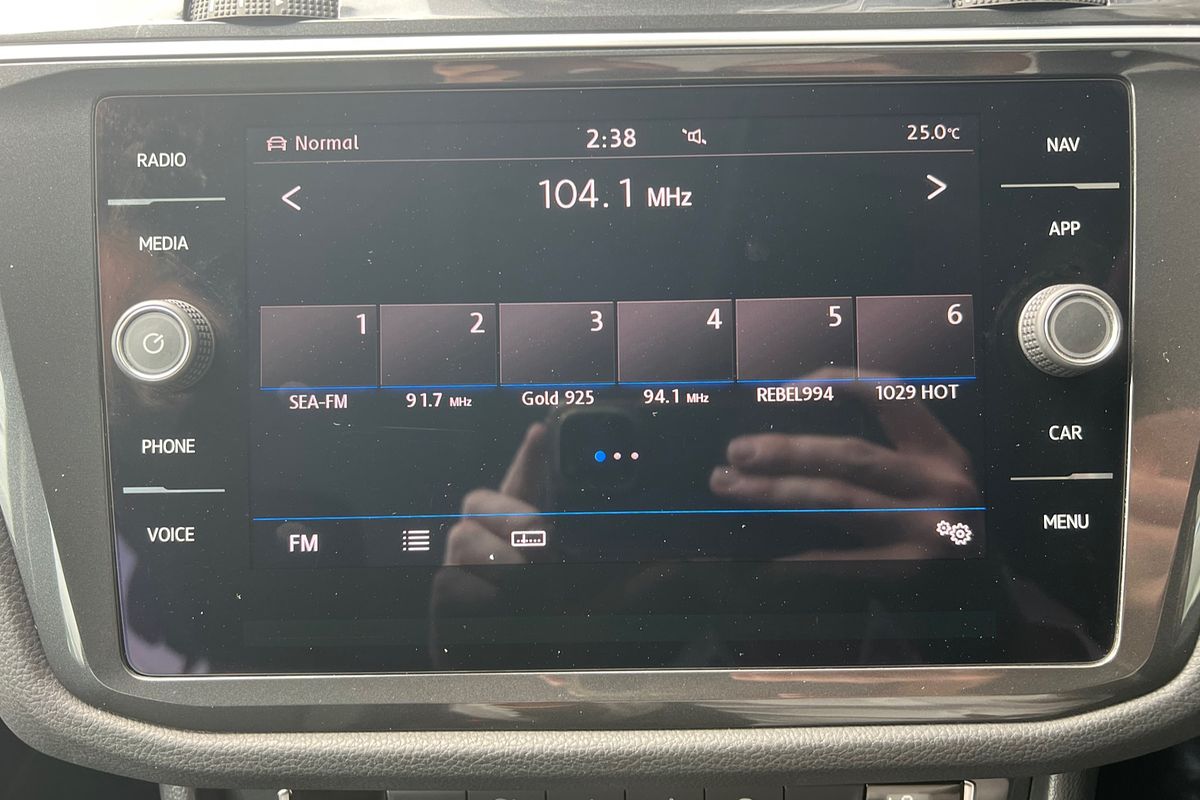 Normal 2:38 25.0°C
RADIO
NAV
104.1 MHz
MEDIA
APP
1 2 3 4 5 6
SEA-FM 91.7 MHz Gold 925 94.1 MHz REBEL994 1029 HOT
PHONE
CAR
VOICE
MENU
FM